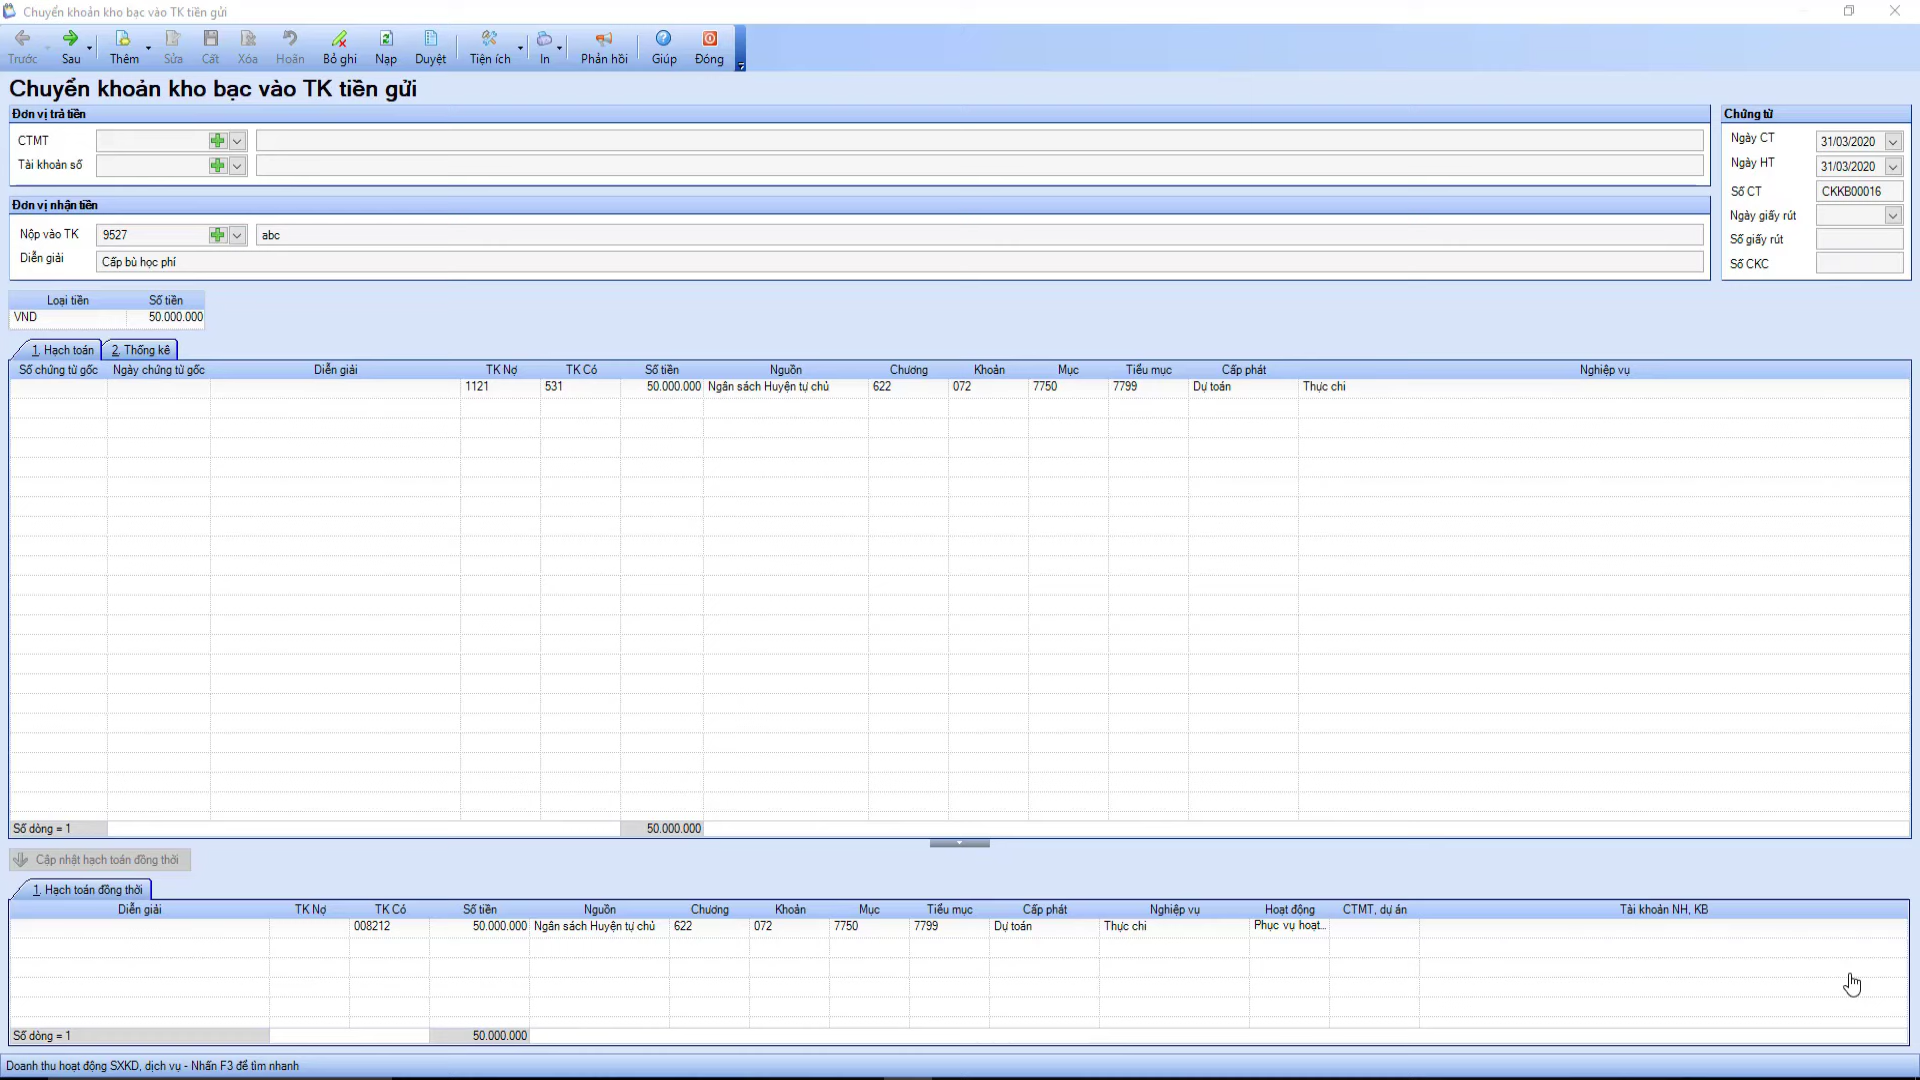 Chuyển khoản kho bạc vào TK tiền gửi
Trước Sau Thêm Sửa Cất Xóa Hoãn Bỏ ghi Nạp Duyệt Tiện ích In Phản hồi Giúp Đóng
Chuyển khoản kho bạc vào TK tiền gửi
Đơn vị trả tiền
CTMT
Tài khoản số
Chứng từ
Ngày CT 31/03/2020
Ngày HT 31/03/2020
Số CT CKKB00016
Ngày giấy rút
Số giấy rút
Số CKC
Đơn vị nhận tiền
Nộp vào TK 9527 abc
Diễn giải Cấp bù học phí
Loại tiền Số tiền
VND 50.000.000
1. Hạch toán 2. Thống kê
Số chứng từ gốc Ngày chứng từ gốc Diễn giải TK Nợ TK Có Số tiền Nguồn Chương Khoản Mục Tiểu mục Cấp phát Nghiệp vụ
1121 531 50.000.000 Ngân sách Huyện tự chủ 622 072 7750 7799 Dự toán Thực chi
Số dòng = 1 50.000.000
Cập nhật hạch toán đồng thời
1. Hạch toán đồng thời
Diễn giải TK Nợ TK Có Số tiền Nguồn Chương Khoản Mục Tiểu mục Cấp phát Nghiệp vụ Hoạt động CTMT, dự án Tài khoản NH, KB
008212 50.000.000 Ngân sách Huyện tự chủ 622 072 7750 7799 Dự toán Thực chi Phục vụ hoạt...
Số dòng = 1 50.000.000
Doanh thu hoạt động SXKD, dịch vụ - Nhấn F3 để tìm nhanh